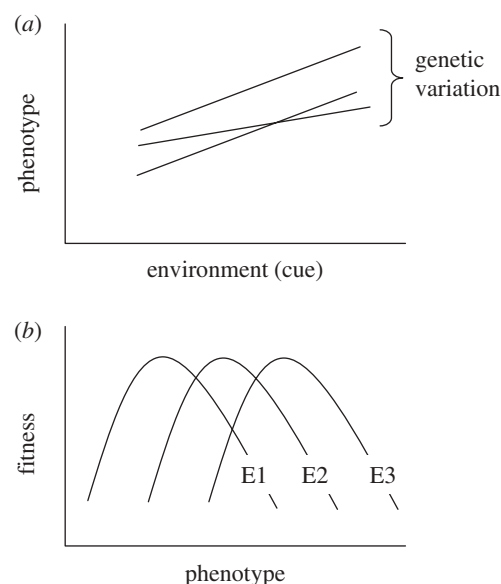 (a)
phenotype
genetic
variation
environment (cue)
(b)
fitness
E1 E2 E3
phenotype